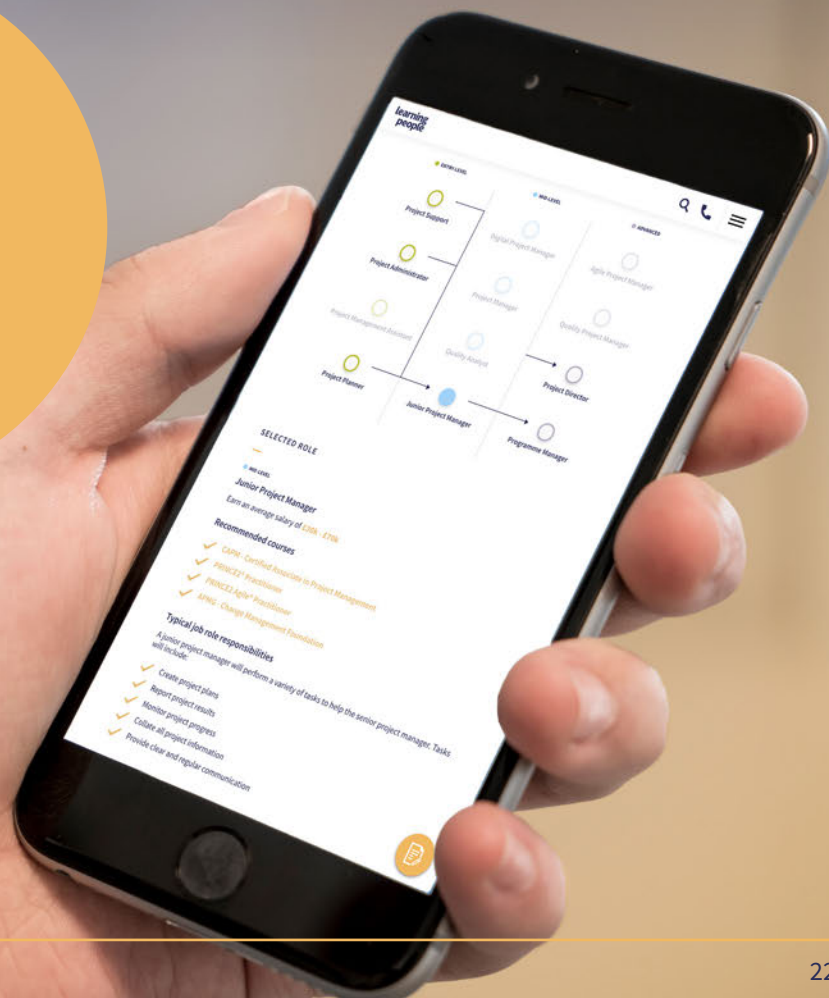 learning
people
ENTRY-LEVEL
MID-LEVEL
ADVANCED
Project Support
Digital Project Manager
Agile Project Manager
Project Administrator
Project Manager
Quality Project Manager
Project Management Assistant
Quality Analyst
Project Director
Project Planner
Junior Project Manager
Programme Manager
SELECTED ROLE
MID-LEVEL
Junior Project Manager
Earn an average salary of £30k - £70k
Recommended courses
CAPM - Certified Associate in Project Management
PRINCE2® Practitioner
PRINCE2 Agile® Practitioner
APMG - Change Management Foundation
Typical job role responsibilities
A junior project manager will perform a variety of tasks to help the senior project manager. Tasks
will include:
Create project plans
Report project results
Monitor project progress
Collate all project information
Provide clear and regular communication
22